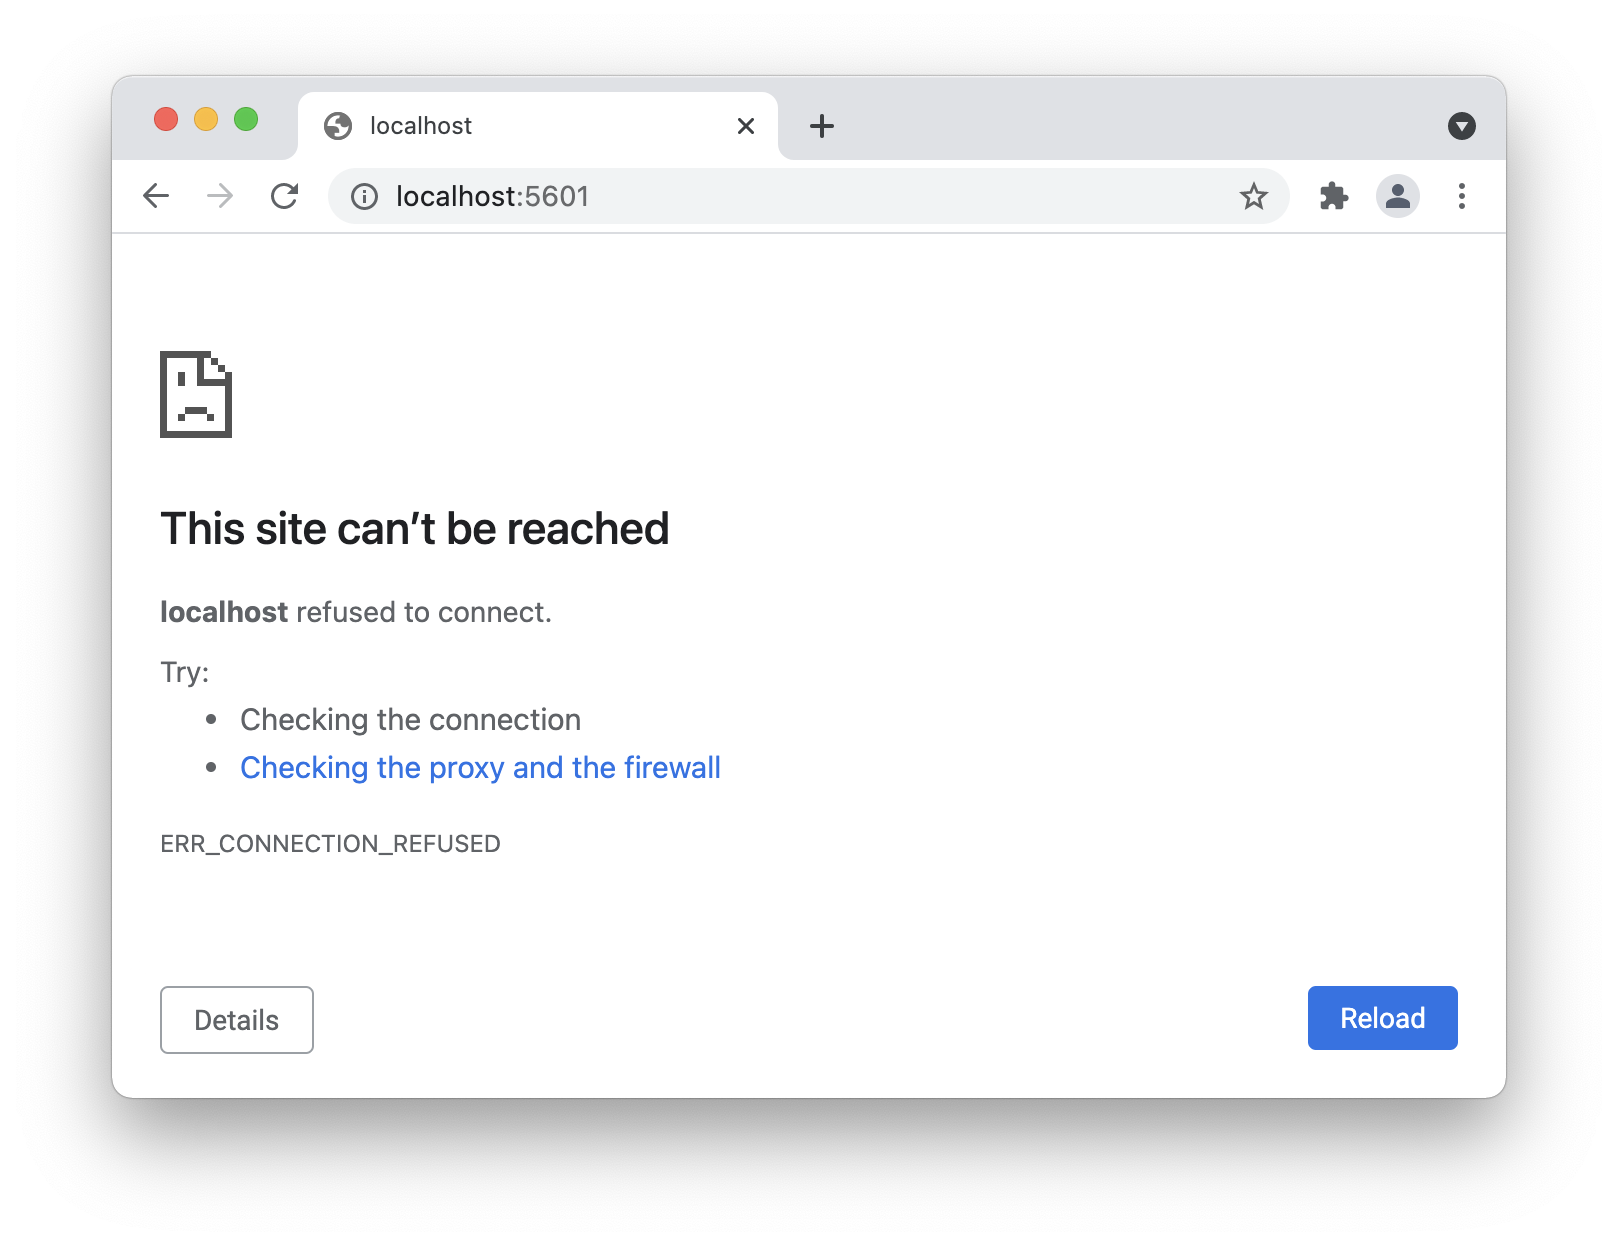 localhost
localhost:5601
This site can’t be reached
localhost refused to connect.
Try:
Checking the connection
Checking the proxy and the firewall
ERR_CONNECTION_REFUSED
Details
Reload